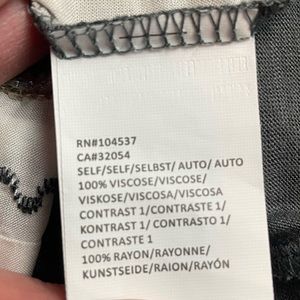 RN#104537
CA#32054
SELF/SELF/SELBST/ AUTO/ AUTO
100% VISCOSE/VISCOSE/
VISKOSE/VISCOSA/VISCOSA
CONTRAST 1/CONTRASTE 1/
KONTRAST 1/ CONTRASTO 1/
CONTRASTE 1
100% RAYON/RAYONNE/
KUNSTSEIDE/RAION/RAYÓN